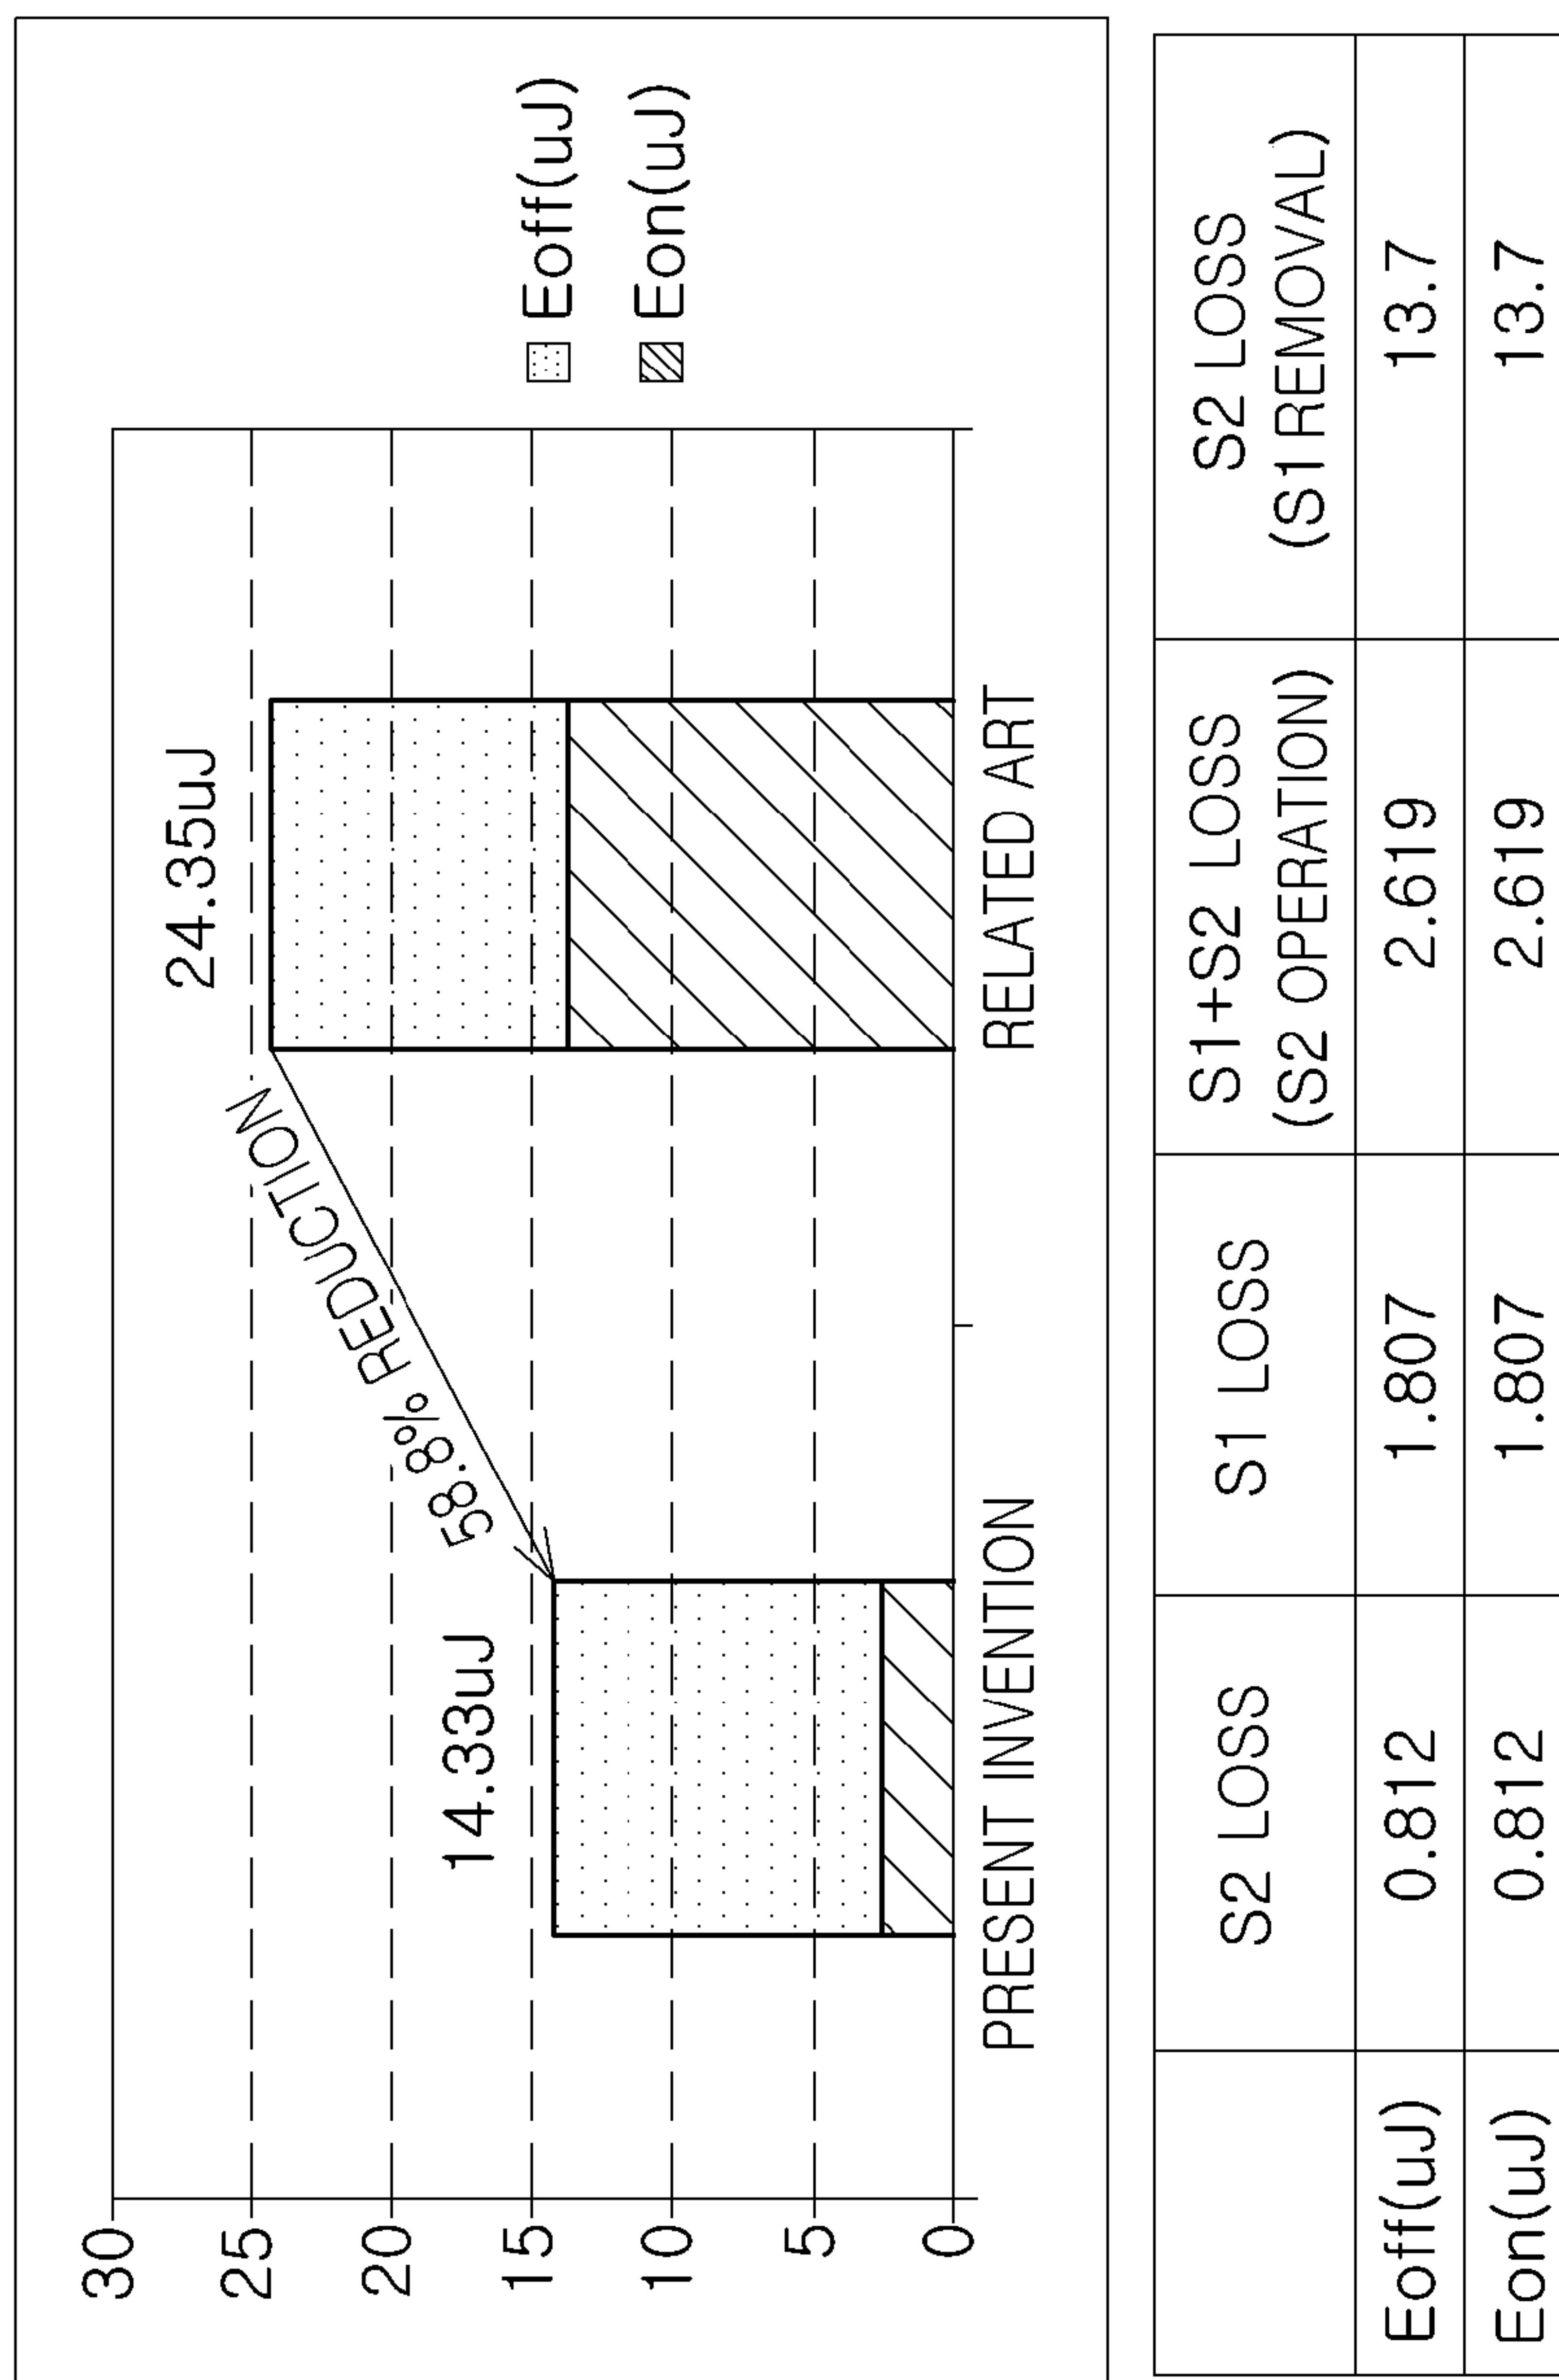 30
25
20
15
10
5
0
24.35uJ
14.33uJ
58.8% REDUCTION
PRESENT INVENTION
RELATED ART
Eoff(uJ)
Eon(uJ)
S2 LOSS S1 LOSS S1+S2 LOSS (S2 OPERATION) S2 LOSS (S1REMOVAL)
Eoff(uJ) 0.812 1.807 2.619 13.7
Eon(uJ) 0.812 1.807 2.619 13.7